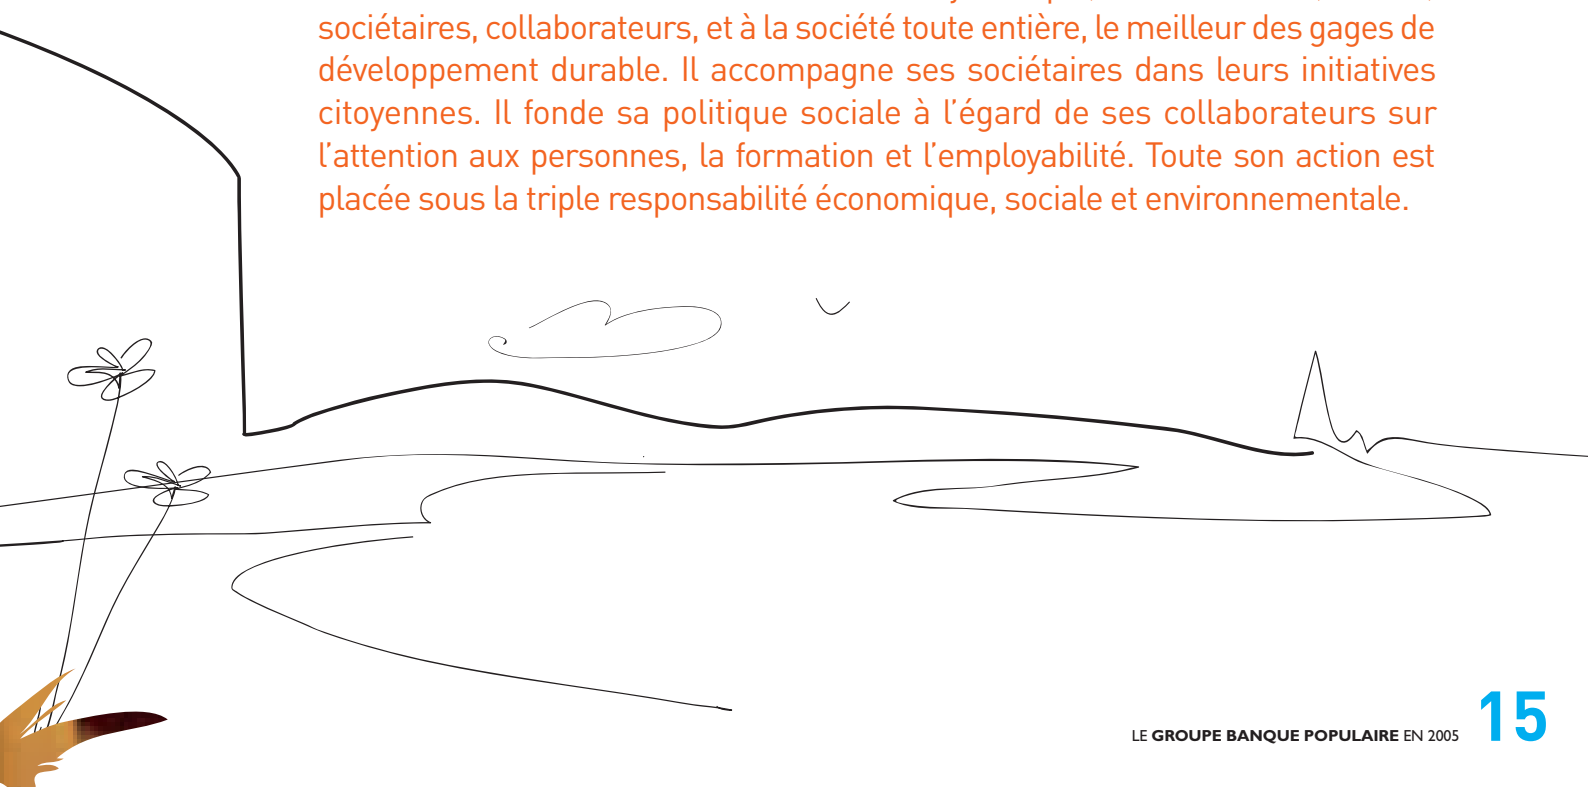 sociétaires, collaborateurs, et à la société toute entière, le meilleur des gages de
développement durable. Il accompagne ses sociétaires dans leurs initiatives
citoyennes. Il fonde sa politique sociale à l’égard de ses collaborateurs sur
l’attention aux personnes, la formation et l’employabilité. Toute son action est
placée sous la triple responsabilité économique, sociale et environnementale.
LE GROUPE BANQUE POPULAIRE EN 2005 15